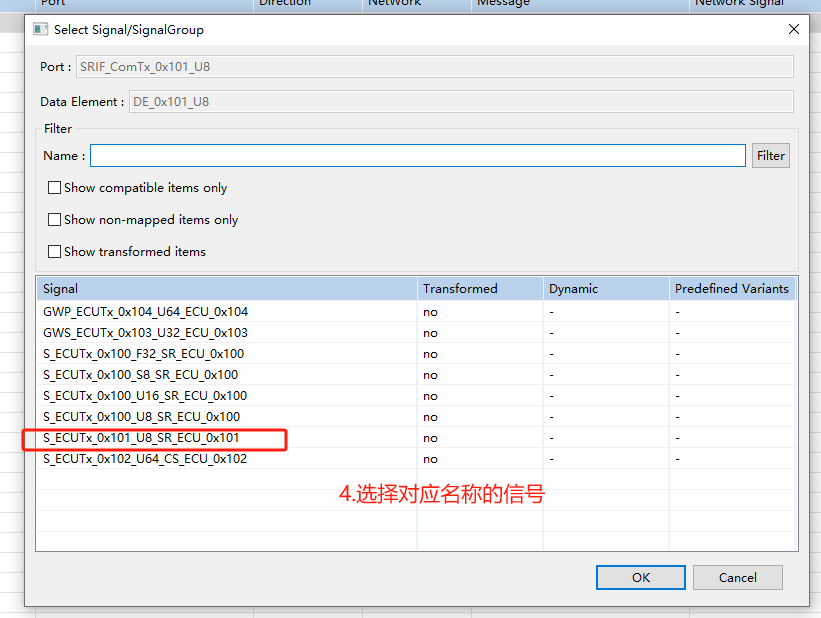 Port Direction NetWork Message Network Signal
Select Signal/SignalGroup
Port : SRIF_ComTx_0x101_U8
Data Element : DE_0x101_U8
Filter
Name : Filter
Show compatible items only
Show non-mapped items only
Show transformed items
Signal Transformed Dynamic Predefined Variants
GWP_ECUTx_0x104_U64_ECU_0x104 no - -
GWS_ECUTx_0x103_U32_ECU_0x103 no - -
S_ECUTx_0x100_F32_SR_ECU_0x100 no - -
S_ECUTx_0x100_S8_SR_ECU_0x100 no - -
S_ECUTx_0x100_U16_SR_ECU_0x100 no - -
S_ECUTx_0x100_U8_SR_ECU_0x100 no - -
S_ECUTx_0x101_U8_SR_ECU_0x101 no - -
S_ECUTx_0x102_U64_CS_ECU_0x102 no - -
4.选择对应名称的信号
OK Cancel